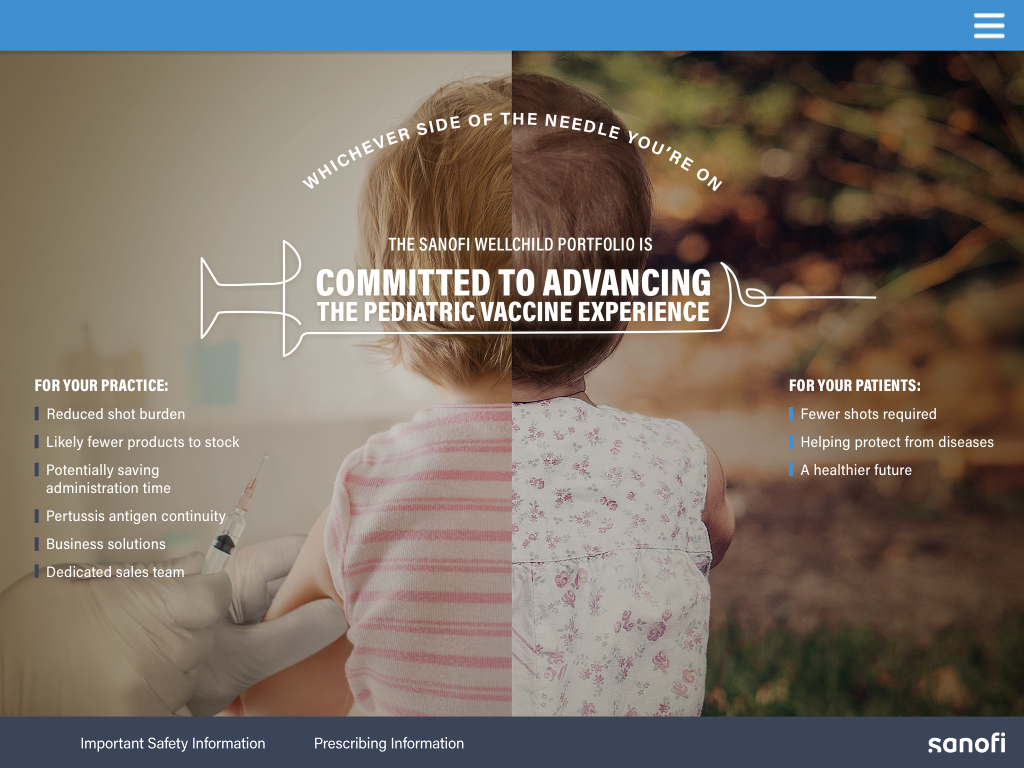 WHICHEVER SIDE OF THE NEEDLE YOU'RE ON
THE SANOFI WELLCHILD PORTFOLIO IS
COMMITTED TO ADVANCING
THE PEDIATRIC VACCINE EXPERIENCE
FOR YOUR PRACTICE:
Reduced shot burden
Likely fewer products to stock
Potentially saving
administration time
Pertussis antigen continuity
Business solutions
Dedicated sales team
FOR YOUR PATIENTS:
Fewer shots required
Helping protect from diseases
A healthier future
Important Safety Information
Prescribing Information
sanofi